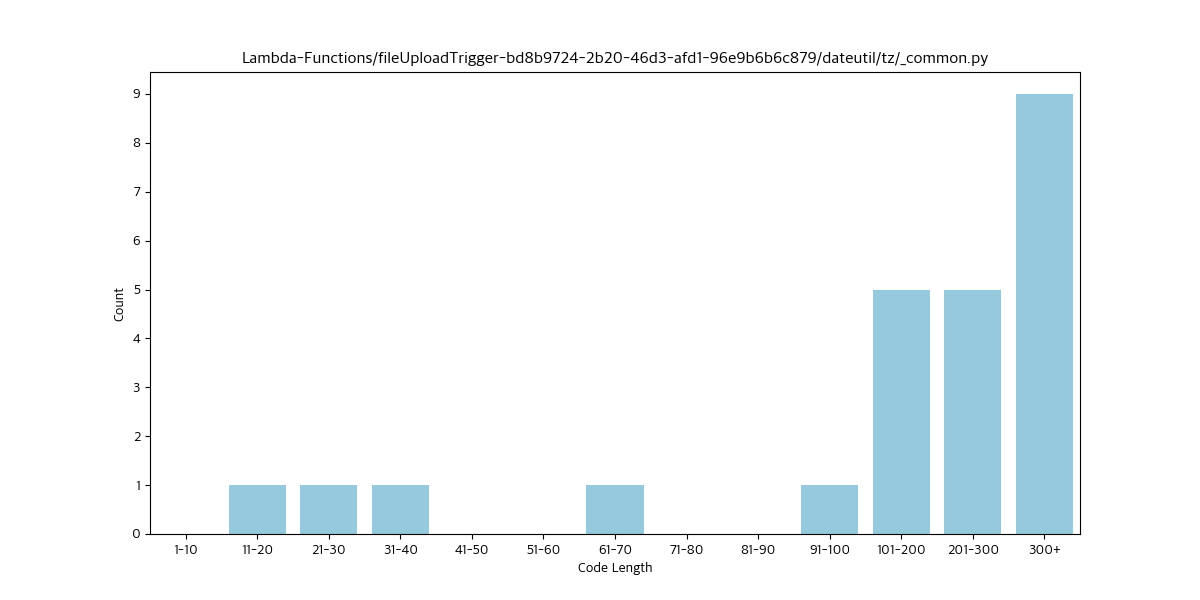 Lambda-Functions/fileUploadTrigger-bd8b9724-2b20-46d3-afd1-96e9b6b6c879/dateutil/tz/_common.py
9
8
7
6
5
4
3
2
1
0
Count
1-10 11-20 21-30 31-40 41-50 51-60 61-70 71-80 81-90 91-100 101-200 201-300 300+
Code Length